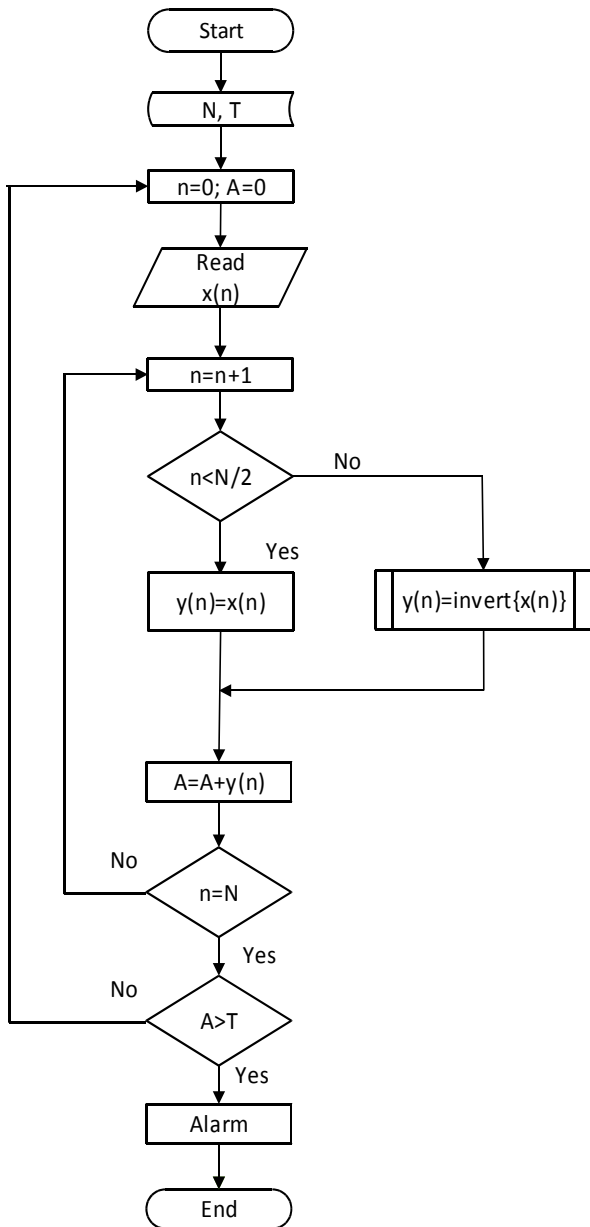 Start
N, T
n=0; A=0
Read
x(n)
n=n+1
n<N/2
No
Yes
y(n)=x(n)
y(n)=invert{x(n)}
A=A+y(n)
No
n=N
Yes
No
A>T
Yes
Alarm
End